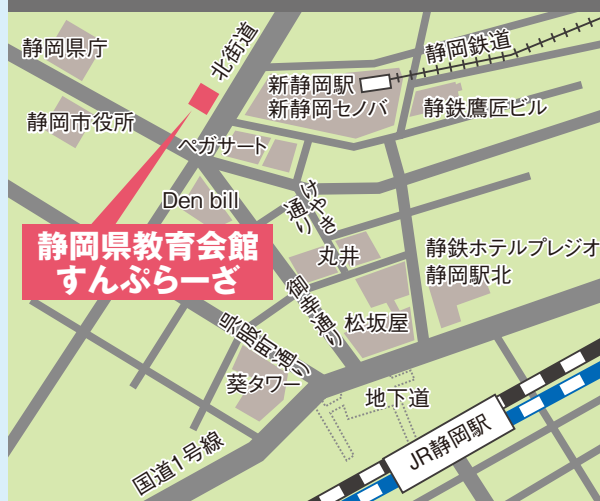 静岡県庁
北街道
静岡鉄道
新静岡駅
新静岡セノバ
静鉄鷹匠ビル
静岡市役所
ペガサート
Den bill
けやき
通り
静岡県教育会館
すんぷらーざ
丸井
静鉄ホテルプレジオ
静岡駅北
御幸通り
松坂屋
呉服町通り
葵タワー
地下道
JR静岡駅
国道1号線